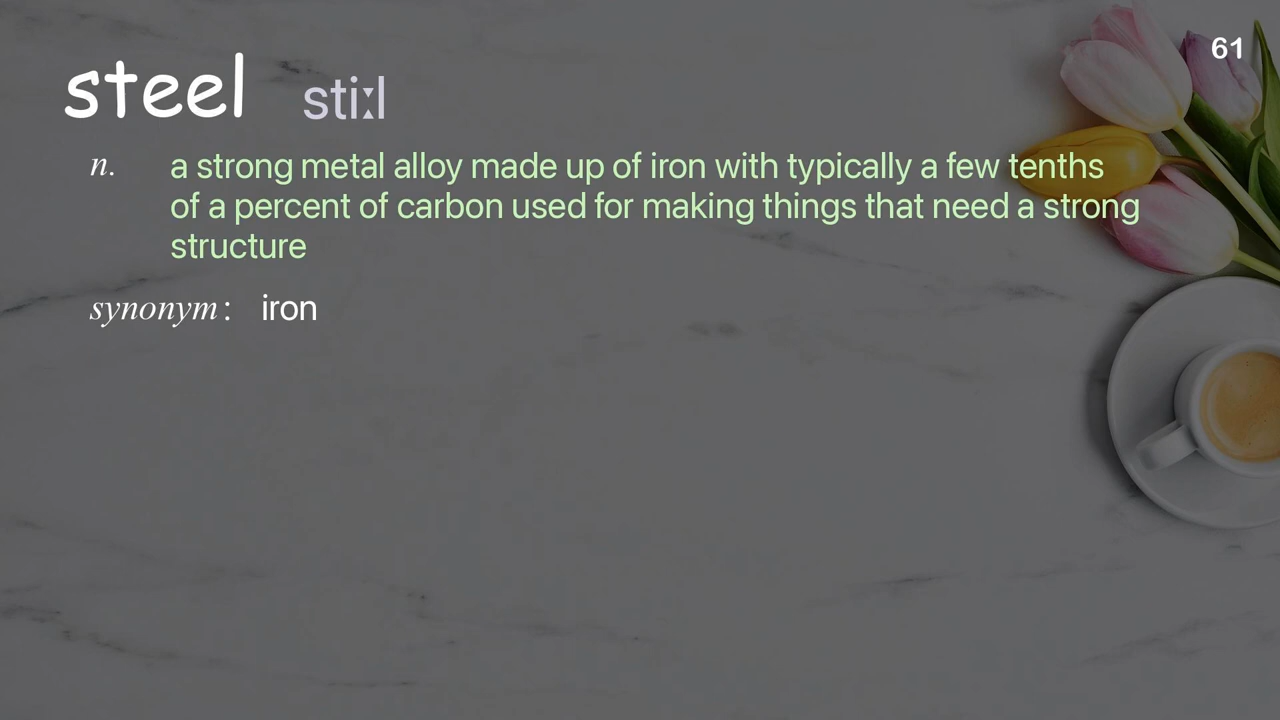 61
steel stiːl
n. a strong metal alloy made up of iron with typically a few tenths
of a percent of carbon used for making things that need a strong
structure
synonym : iron